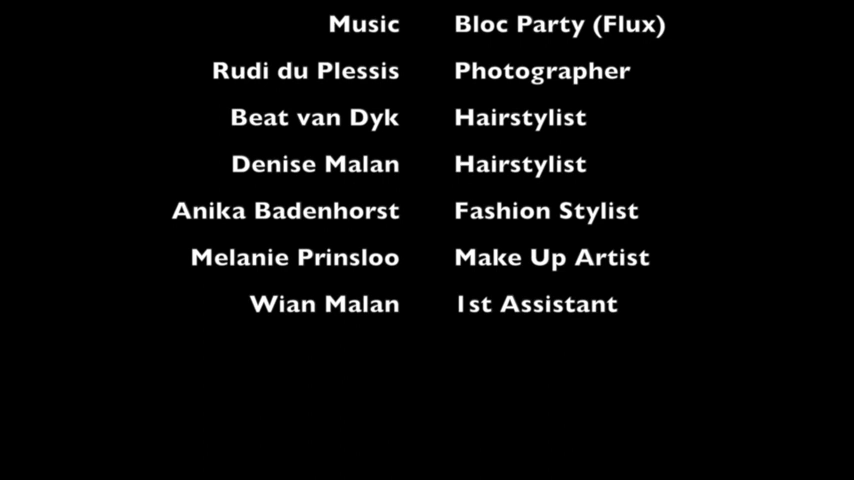 Music Bloc Party (Flux)
Rudi du Plessis Photographer
Beat van Dyk Hairstylist
Denise Malan Hairstylist
Anika Badenhorst Fashion Stylist
Melanie Prinsloo Make Up Artist
Wian Malan 1st Assistant